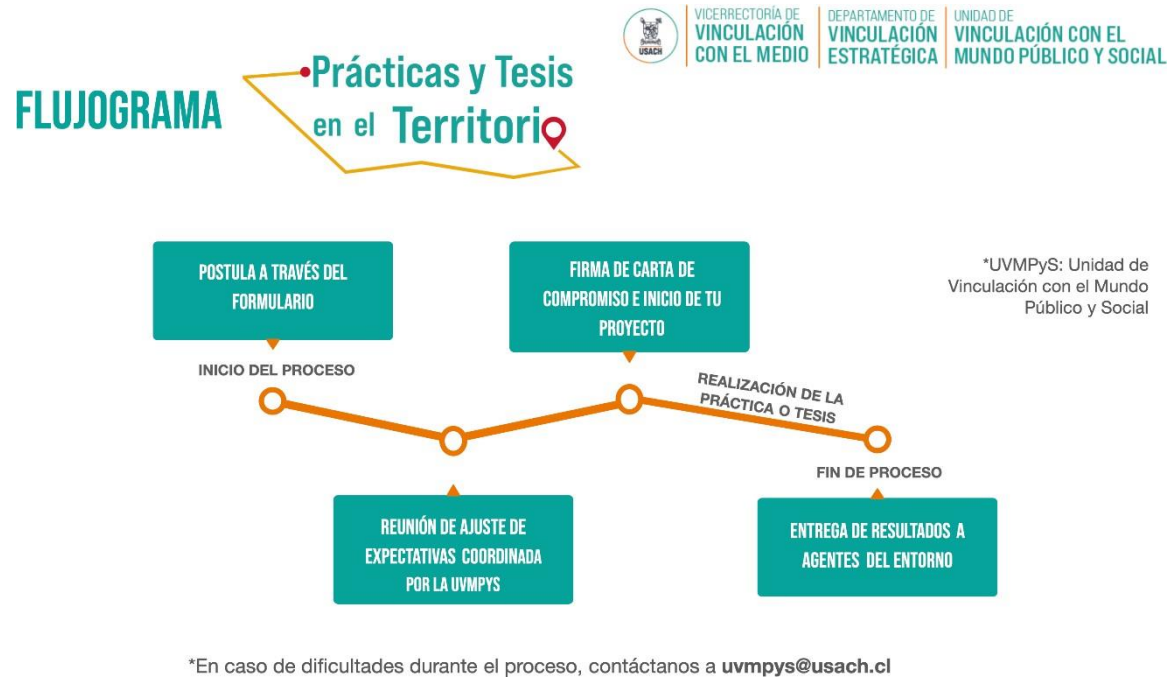 FLUJOGRAMA
Prácticas y Tesis
en el Territorio
USACH
VICERRECTORÍA DE
VINCULACIÓN
CON EL MEDIO
DEPARTAMENTO DE
VINCULACIÓN
ESTRATÉGICA
UNIDAD DE
VINCULACIÓN CON EL
MUNDO PÚBLICO Y SOCIAL
POSTULA A TRAVÉS DEL
FORMULARIO
INICIO DEL PROCESO
REUNIÓN DE AJUSTE DE
EXPECTATIVAS COORDINADA
POR LA UVMPYS
FIRMA DE CARTA DE
COMPROMISO E INICIO DE TU
PROYECTO
REALIZACIÓN DE LA
PRÁCTICA O TESIS
FIN DE PROCESO
ENTREGA DE RESULTADOS A
AGENTES DEL ENTORNO
*UVMPyS: Unidad de
Vinculación con el Mundo
Público y Social
*En caso de dificultades durante el proceso, contáctanos a uvmpys@usach.cl